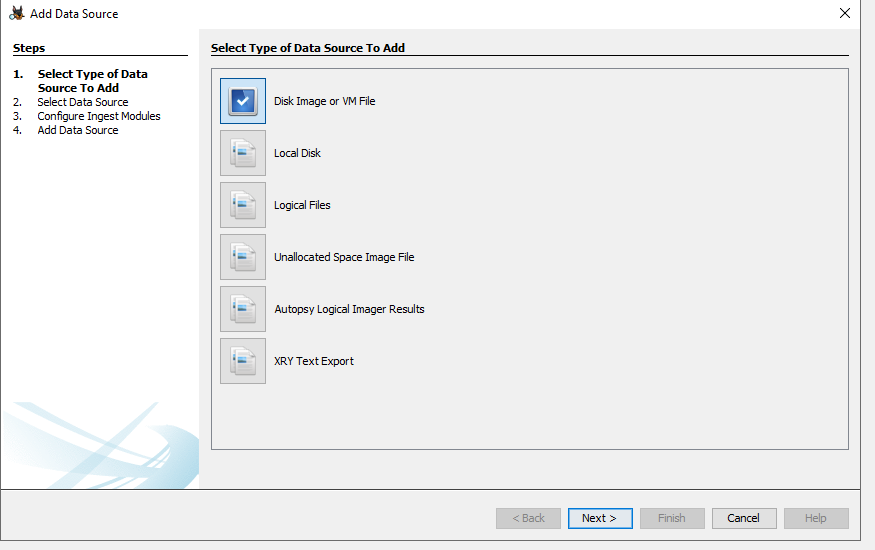 Add Data Source
Steps
1. Select Type of Data
Source To Add
2. Select Data Source
3. Configure Ingest Modules
4. Add Data Source
Select Type of Data Source To Add
Disk Image or VM File
Local Disk
Logical Files
Unallocated Space Image File
Autopsy Logical Imager Results
XRY Text Export
< Back
Next >
Finish
Cancel
Help